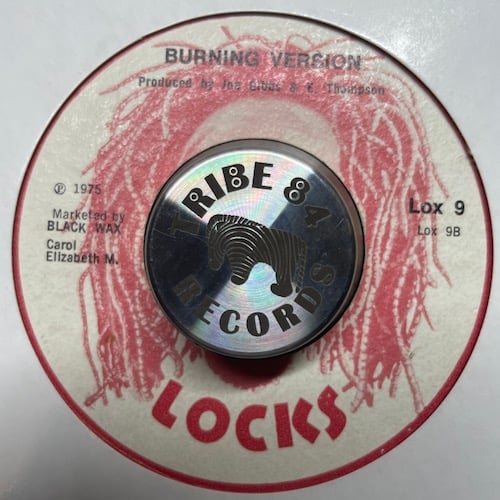 BURNING VERSION
Produced by Joe Gibbs & E. Thompson
℗ 1975
Marketed by
BLACK WAX
Carol
Elizabeth M.
Lox 9
Lox 9B
TRIBE 84
RECORDS
LOCKS